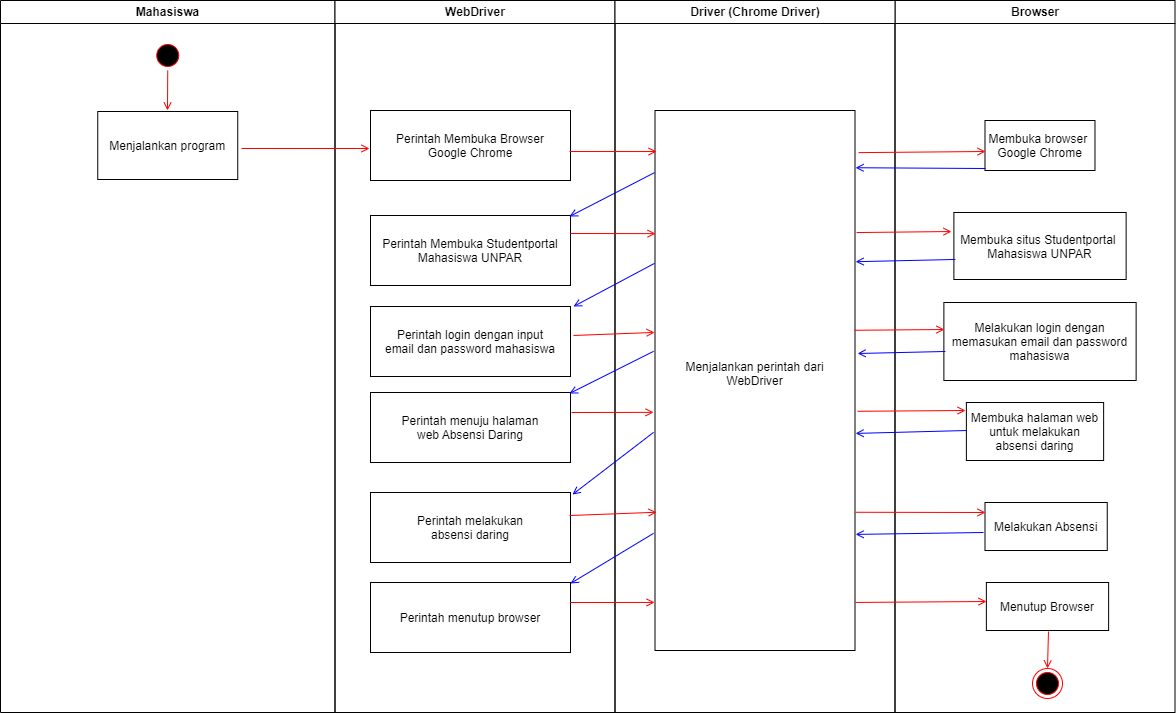 Mahasiswa
WebDriver
Driver (Chrome Driver)
Browser
Menjalankan program
Perintah Membuka Browser
Google Chrome
Membuka browser
Google Chrome
Perintah Membuka Studentportal
Mahasiswa UNPAR
Membuka situs Studentportal
Mahasiswa UNPAR
Perintah login dengan input
email dan password mahasiswa
Melakukan login dengan
memasukan email dan password
mahasiswa
Menjalankan perintah dari
WebDriver
Perintah menuju halaman
web Absensi Daring
Membuka halaman web
untuk melakukan
absensi daring
Perintah melakukan
absensi daring
Melakukan Absensi
Perintah menutup browser
Menutup Browser